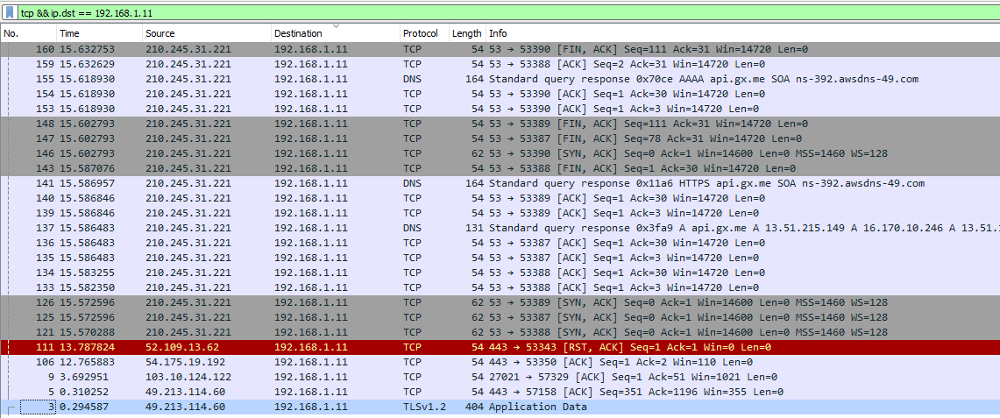 tcp && ip.dst == 192.168.1.11
No. Time Source Destination Protocol Length Info
160 15.632753 210.245.31.221 192.168.1.11 TCP 54 53 → 53390 [FIN, ACK] Seq=111 Ack=31 Win=14720 Len=0
159 15.632629 210.245.31.221 192.168.1.11 TCP 54 53 → 53388 [ACK] Seq=2 Ack=31 Win=14720 Len=0
155 15.618930 210.245.31.221 192.168.1.11 DNS 164 Standard query response 0x70ce AAAA api.gx.me SOA ns-392.awsdns-49.com
154 15.618930 210.245.31.221 192.168.1.11 TCP 54 53 → 53390 [ACK] Seq=1 Ack=30 Win=14720 Len=0
153 15.618930 210.245.31.221 192.168.1.11 TCP 54 53 → 53390 [ACK] Seq=1 Ack=3 Win=14720 Len=0
148 15.602793 210.245.31.221 192.168.1.11 TCP 54 53 → 53389 [FIN, ACK] Seq=111 Ack=31 Win=14720 Len=0
147 15.602793 210.245.31.221 192.168.1.11 TCP 54 53 → 53387 [FIN, ACK] Seq=78 Ack=31 Win=14720 Len=0
146 15.602793 210.245.31.221 192.168.1.11 TCP 62 53 → 53390 [SYN, ACK] Seq=0 Ack=1 Win=14600 Len=0 MSS=1460 WS=128
143 15.587076 210.245.31.221 192.168.1.11 TCP 54 53 → 53388 [FIN, ACK] Seq=1 Ack=30 Win=14720 Len=0
141 15.586957 210.245.31.221 192.168.1.11 DNS 164 Standard query response 0x11a6 HTTPS api.gx.me SOA ns-392.awsdns-49.com
140 15.586846 210.245.31.221 192.168.1.11 TCP 54 53 → 53389 [ACK] Seq=1 Ack=30 Win=14720 Len=0
139 15.586846 210.245.31.221 192.168.1.11 TCP 54 53 → 53389 [ACK] Seq=1 Ack=3 Win=14720 Len=0
137 15.586483 210.245.31.221 192.168.1.11 DNS 131 Standard query response 0x3fa9 A api.gx.me A 13.51.215.149 A 16.170.10.246 A 13.51.1
136 15.586483 210.245.31.221 192.168.1.11 TCP 54 53 → 53387 [ACK] Seq=1 Ack=30 Win=14720 Len=0
135 15.586483 210.245.31.221 192.168.1.11 TCP 54 53 → 53387 [ACK] Seq=1 Ack=3 Win=14720 Len=0
134 15.583255 210.245.31.221 192.168.1.11 TCP 54 53 → 53388 [ACK] Seq=1 Ack=30 Win=14720 Len=0
133 15.582350 210.245.31.221 192.168.1.11 TCP 54 53 → 53388 [ACK] Seq=1 Ack=3 Win=14720 Len=0
126 15.572596 210.245.31.221 192.168.1.11 TCP 62 53 → 53389 [SYN, ACK] Seq=0 Ack=1 Win=14600 Len=0 MSS=1460 WS=128
125 15.572596 210.245.31.221 192.168.1.11 TCP 62 53 → 53387 [SYN, ACK] Seq=0 Ack=1 Win=14600 Len=0 MSS=1460 WS=128
121 15.570288 210.245.31.221 192.168.1.11 TCP 62 53 → 53388 [SYN, ACK] Seq=0 Ack=1 Win=14600 Len=0 MSS=1460 WS=128
111 13.787824 52.109.13.62 192.168.1.11 TCP 54 443 → 53343 [RST, ACK] Seq=1 Ack=1 Win=0 Len=0
106 12.765883 54.175.19.192 192.168.1.11 TCP 54 443 → 53350 [ACK] Seq=1 Ack=2 Win=110 Len=0
9 3.692951 103.10.124.122 192.168.1.11 TCP 54 27021 → 57329 [ACK] Seq=1 Ack=51 Win=1021 Len=0
5 0.310252 49.213.114.60 192.168.1.11 TCP 54 443 → 57158 [ACK] Seq=351 Ack=1196 Win=355 Len=0
3 0.294587 49.213.114.60 192.168.1.11 TLSv1.2 404 Application Data